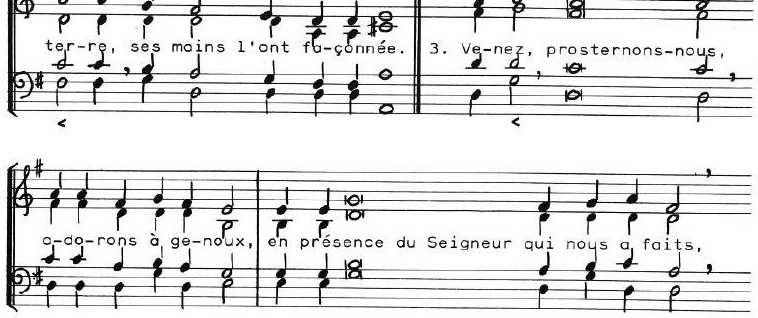 ter-re, ses mains l'ont fa-çonnée. 3. Ve-nez, prosternons-nous,
a-do-rons à ge-noux, en présence du Seigneur qui nous a faits,